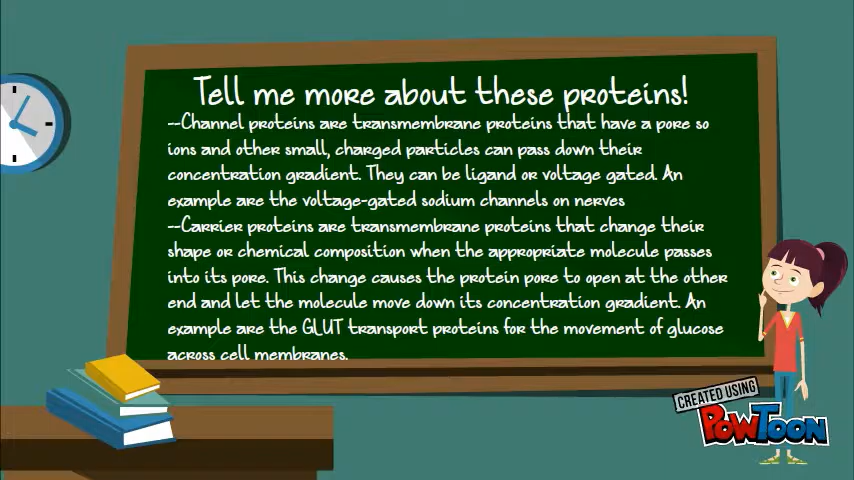 Tell me more about these proteins!
--Channel proteins are transmembrane proteins that have a pore so
ions and other small, charged particles can pass down their
concentration gradient. They can be ligand or voltage gated. An
example are the voltage-gated sodium channels on nerves
--Carrier proteins are transmembrane proteins that change their
shape or chemical composition when the appropriate molecule passes
into its pore. This change causes the protein pore to open at the other
end and let the molecule move down its concentration gradient. An
example are the GLUT transport proteins for the movement of glucose
across cell membranes.
CREATED USING
POWTOON